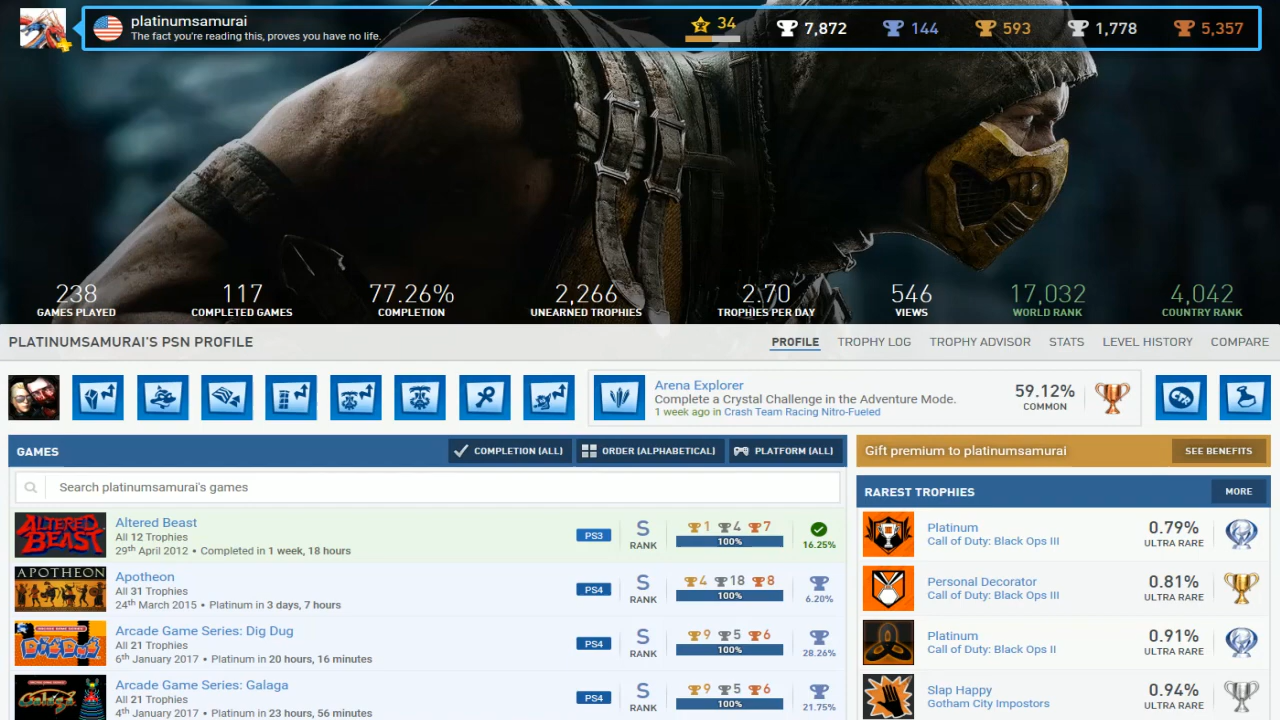 platinumsamurai
The fact you're reading this, proves you have no life.
34
7,872
144
593
1,778
5,357
238
GAMES PLAYED
117
COMPLETED GAMES
77.26%
COMPLETION
2,266
UNEARNED TROPHIES
2.70
TROPHIES PER DAY
546
VIEWS
17,032
WORLD RANK
4,042
COUNTRY RANK
PLATINUMSAMURAI'S PSN PROFILE
PROFILE
TROPHY LOG
TROPHY ADVISOR
STATS
LEVEL HISTORY
COMPARE
Arena Explorer
Complete a Crystal Challenge in the Adventure Mode.
1 week ago in Crash Team Racing Nitro-Fueled
59.12%
COMMON
GAMES
COMPLETION (ALL)
ORDER (ALPHABETICAL)
PLATFORM (ALL)
Search platinumsamurai's games
ALTERED BEAST
Altered Beast
All 12 Trophies
29th April 2012 • Completed in 1 week, 18 hours
PS3
S
RANK
1 4 7
100%
16.25%
APOTHEON
Apotheon
All 31 Trophies
24th March 2015 • Platinum in 3 days, 7 hours
PS4
S
RANK
4 18 8
100%
6.20%
DIG DUG
Arcade Game Series: Dig Dug
All 21 Trophies
6th January 2017 • Platinum in 20 hours, 16 minutes
PS4
S
RANK
9 5 6
100%
28.26%
Galaga
Arcade Game Series: Galaga
All 21 Trophies
4th January 2017 • Platinum in 23 hours, 56 minutes
PS4
S
RANK
9 5 6
100%
21.75%
Gift premium to platinumsamurai
SEE BENEFITS
RAREST TROPHIES
MORE
Platinum
Call of Duty: Black Ops III
0.79%
ULTRA RARE
Personal Decorator
Call of Duty: Black Ops III
0.81%
ULTRA RARE
Platinum
Call of Duty: Black Ops II
0.91%
ULTRA RARE
Slap Happy
Gotham City Impostors
0.94%
ULTRA RARE